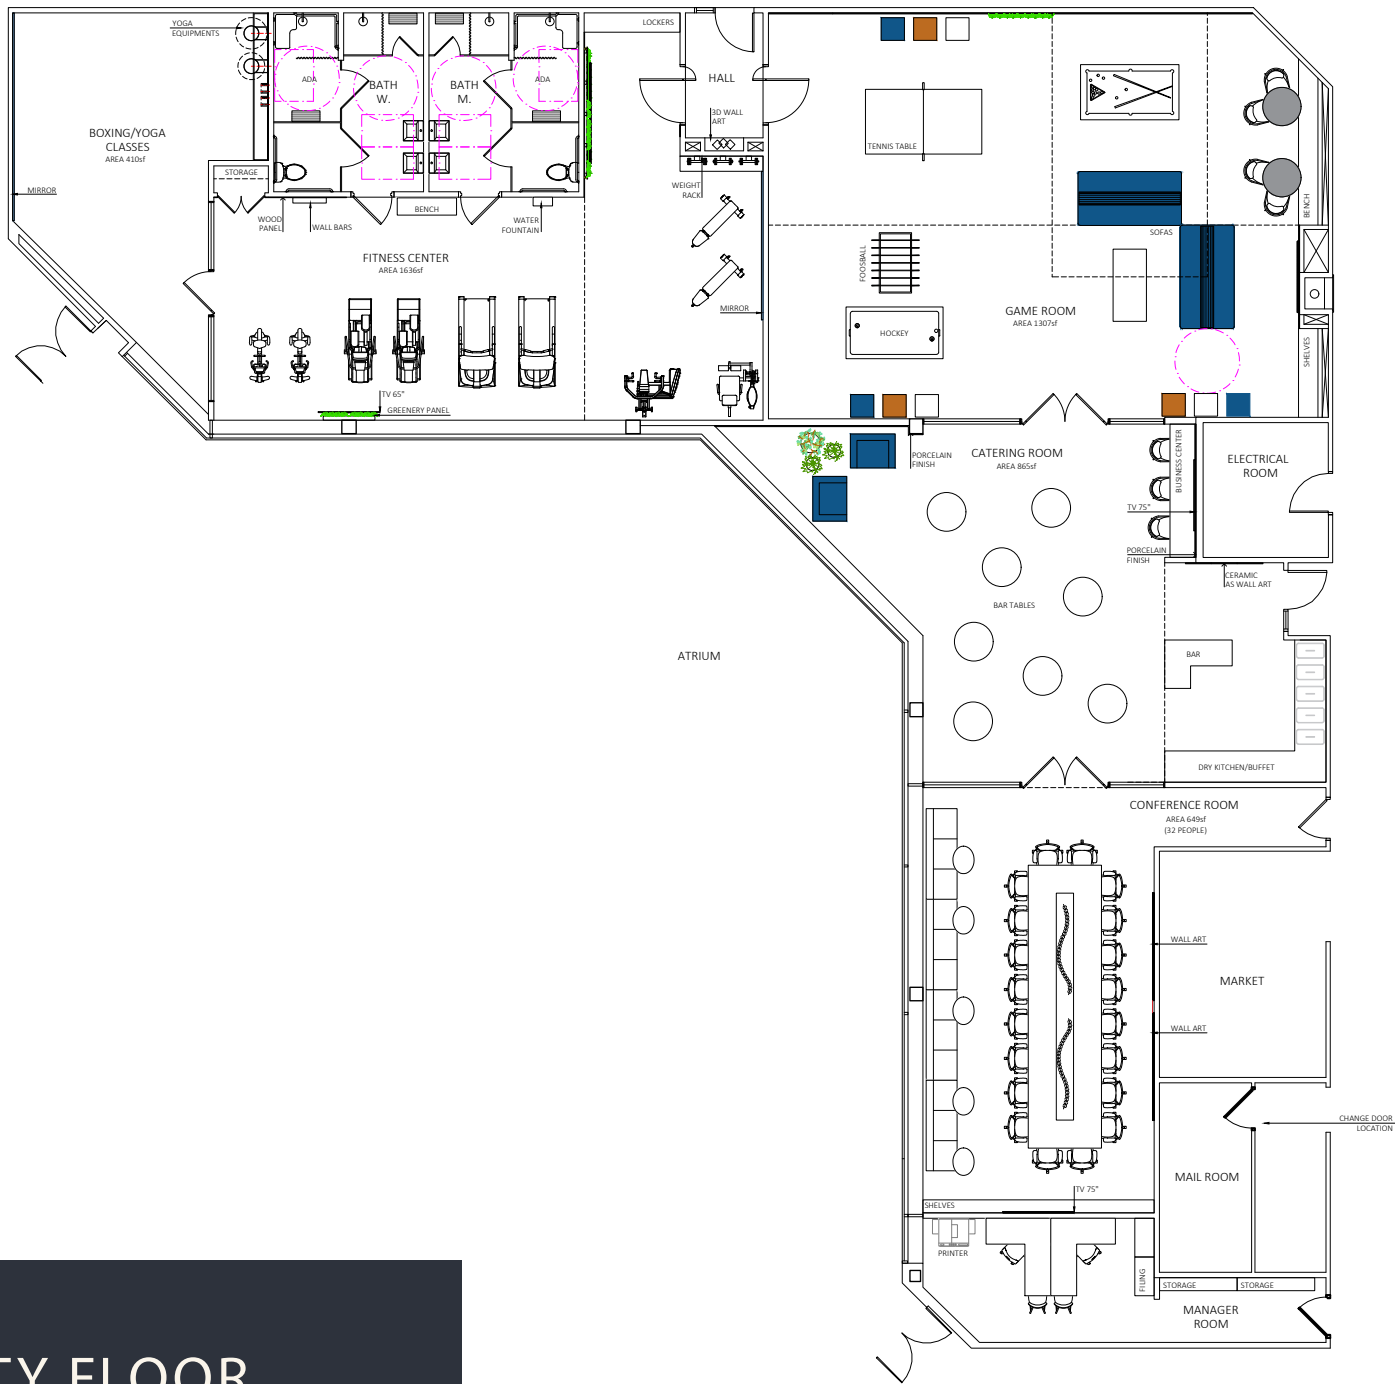 YOGA
EQUIPMENTS
LOCKERS
ADA
BATH
W.
BATH
M.
ADA
HALL
3D WALL
ART
BOXING/YOGA
CLASSES
AREA 410sf
MIRROR
STORAGE
WOOD
PANEL
WALL BARS
BENCH
WATER
FOUNTAIN
WEIGHT
RACK
FITNESS CENTER
AREA 1636sf
MIRROR
TV 65"
GREENERY PANEL
TENNIS TABLE
BENCH
SOFAS
FOOSBALL
GAME ROOM
AREA 1307sf
HOCKEY
SHELVES
PORCELAIN
FINISH
CATERING ROOM
AREA 865sf
BUSINESS CENTER
ELECTRICAL
ROOM
TV 75"
PORCELAIN
FINISH
CERAMIC
AS WALL ART
BAR TABLES
BAR
ATRIUM
DRY KITCHEN/BUFFET
CONFERENCE ROOM
AREA 649sf
(32 PEOPLE)
WALL ART
MARKET
WALL ART
CHANGE DOOR
LOCATION
MAIL ROOM
TV 75"
SHELVES
PRINTER
FILING
STORAGE
STORAGE
MANAGER
ROOM
TY FLOOR